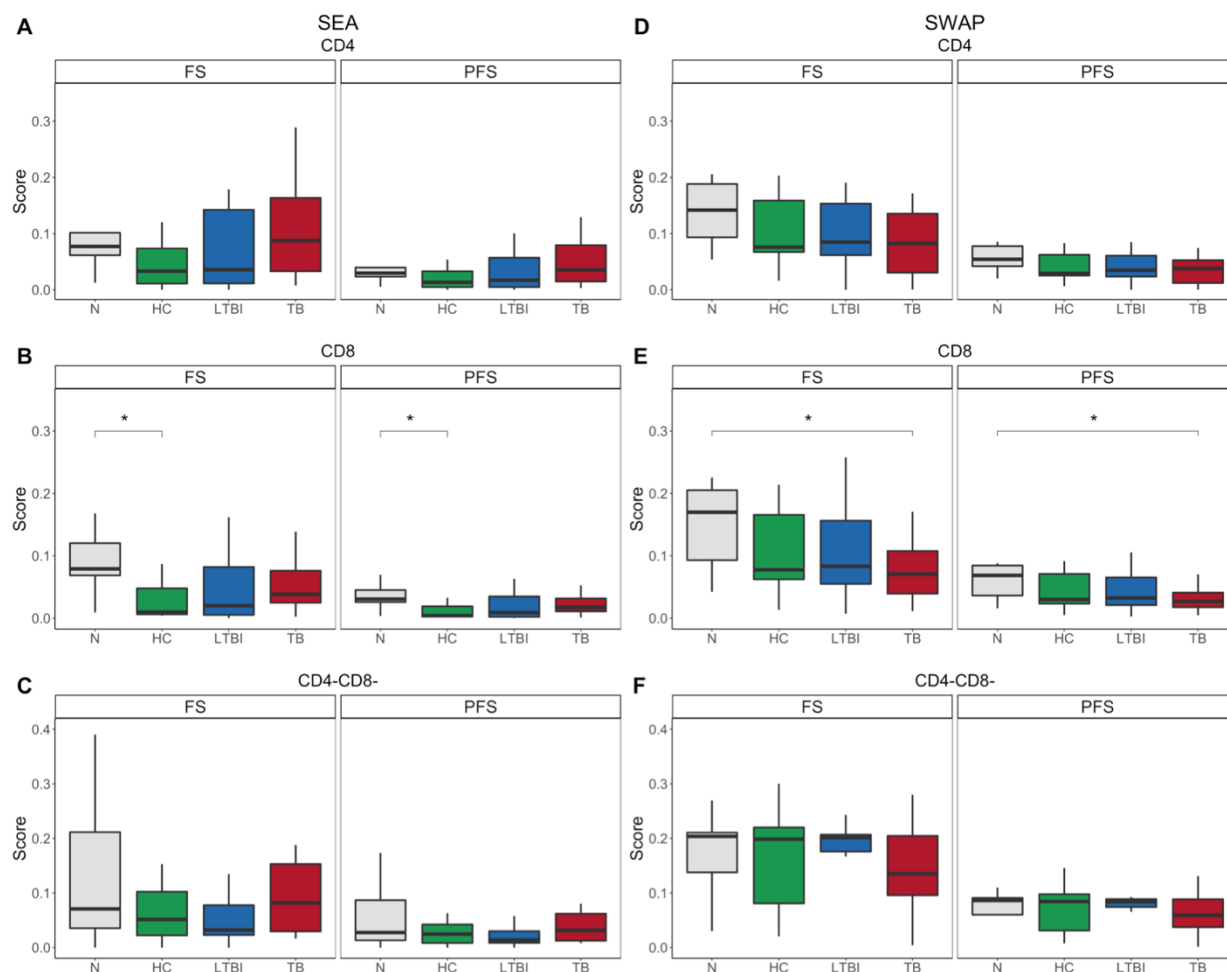 A
SEA
CD4
FS
PFS
Score
0.3
0.2
0.1
0.0
N
HC
LTBI
TB
N
HC
LTBI
TB
D
SWAP
CD4
FS
PFS
Score
0.3
0.2
0.1
0.0
N
HC
LTBI
TB
N
HC
LTBI
TB
B
CD8
FS
PFS
Score
0.3
0.2
0.1
0.0
*
*
N
HC
LTBI
TB
N
HC
LTBI
TB
E
CD8
FS
PFS
Score
0.3
0.2
0.1
0.0
*
*
N
HC
LTBI
TB
N
HC
LTBI
TB
C
CD4-CD8-
FS
PFS
Score
0.4
0.3
0.2
0.1
0.0
N
HC
LTBI
TB
N
HC
LTBI
TB
F
CD4-CD8-
FS
PFS
Score
0.4
0.3
0.2
0.1
0.0
N
HC
LTBI
TB
N
HC
LTBI
TB